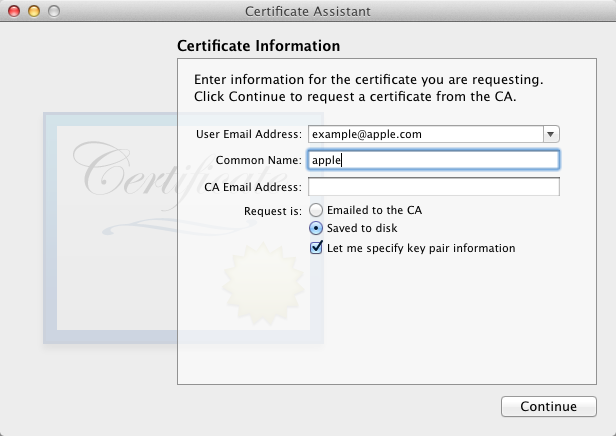 Certificate Assistant
Certificate Information
Enter information for the certificate you are requesting.
Click Continue to request a certificate from the CA.
Certificate
User Email Address: example@apple.com
Common Name: apple
CA Email Address:
Request is: Emailed to the CA
Saved to disk
Let me specify key pair information
Continue